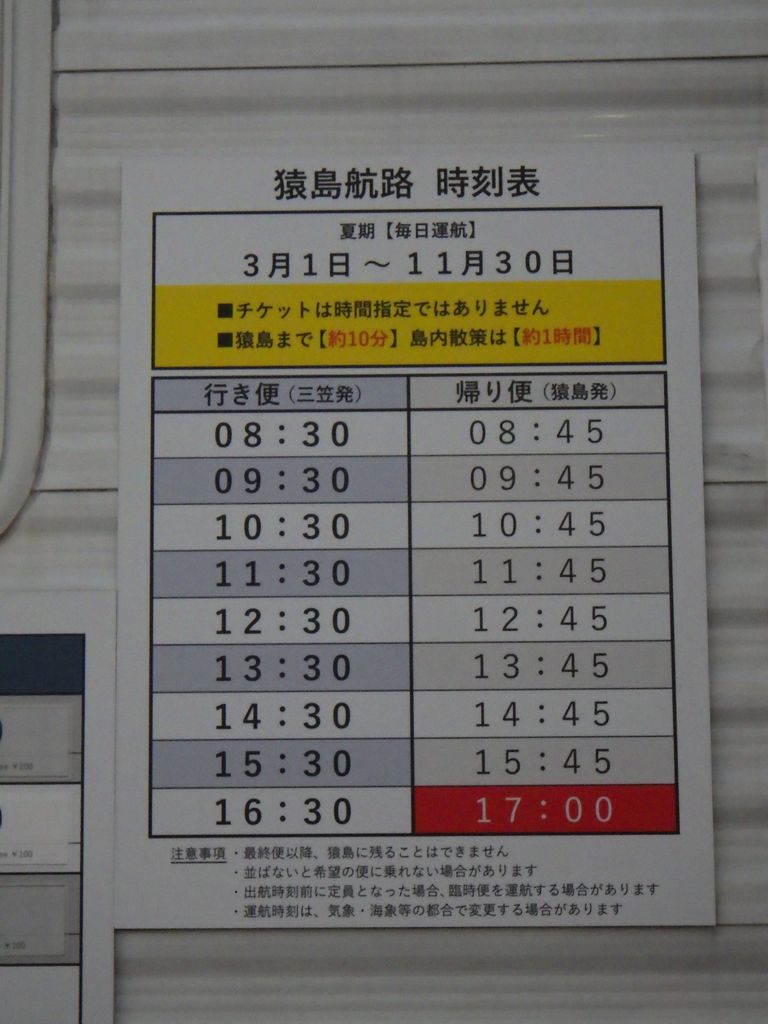 猿島航路 時刻表
夏期【毎日運航】
3月1日 ～ 11月30日
■チケットは時間指定ではありません
■猿島まで【約10分】 島内散策は【約1時間】
行き便（三笠発） 帰り便（猿島発）
08：30 08：45
09：30 09：45
10：30 10：45
11：30 11：45
12：30 12：45
13：30 13：45
14：30 14：45
15：30 15：45
16：30 17：00
注意事項 ・最終便以降、猿島に残ることはできません
・並ばないと希望の便に乗れない場合があります
・出航時刻前に定員となった場合、臨時便を運航する場合があります
・運航時刻は、気象・海象等の都合で変更する場合があります
¥200
¥100